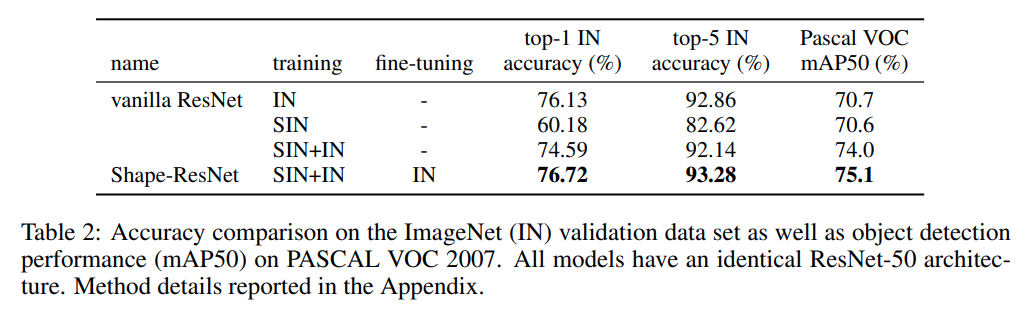 name training fine-tuning top-1 IN accuracy (%) top-5 IN accuracy (%) Pascal VOC mAP50 (%)
vanilla ResNet IN - 76.13 92.86 70.7
SIN - 60.18 82.62 70.6
SIN+IN - 74.59 92.14 74.0
Shape-ResNet SIN+IN IN 76.72 93.28 75.1
Table 2: Accuracy comparison on the ImageNet (IN) validation data set as well as object detection
performance (mAP50) on PASCAL VOC 2007. All models have an identical ResNet-50 architec-
ture. Method details reported in the Appendix.